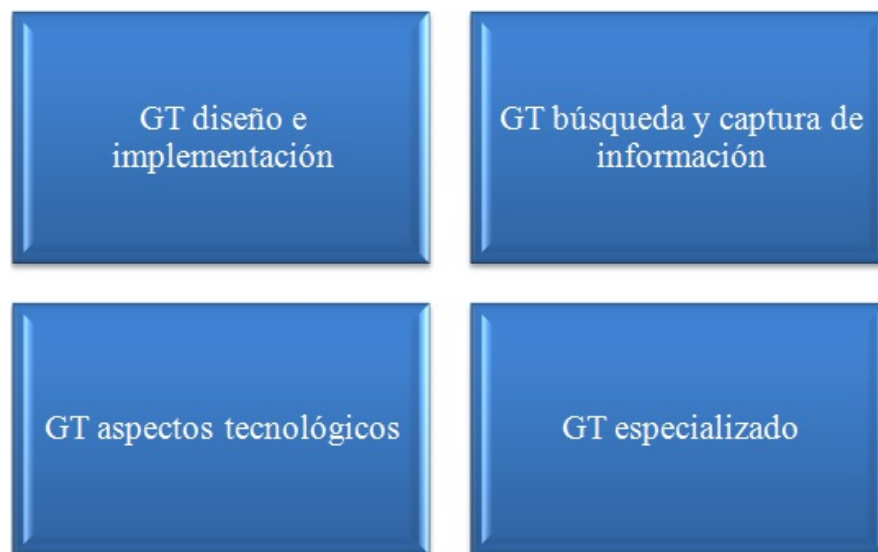 GT diseño e
implementación
GT búsqueda y captura de
información
GT aspectos tecnológicos
GT especializado